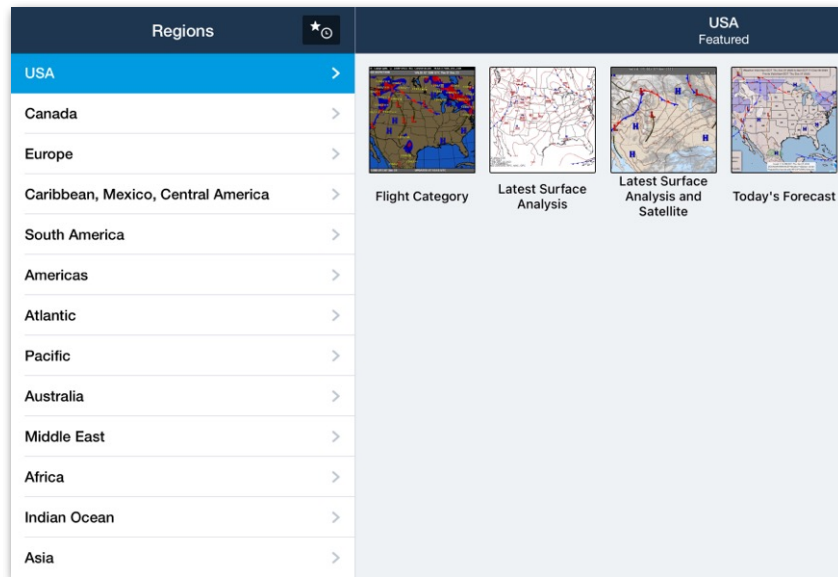 Regions
USA
Featured
USA
Canada
Europe
Caribbean, Mexico, Central America
South America
Americas
Atlantic
Pacific
Australia
Middle East
Africa
Indian Ocean
Asia
Flight Category
Latest Surface
Analysis
Latest Surface
Analysis and
Satellite
Today's Forecast